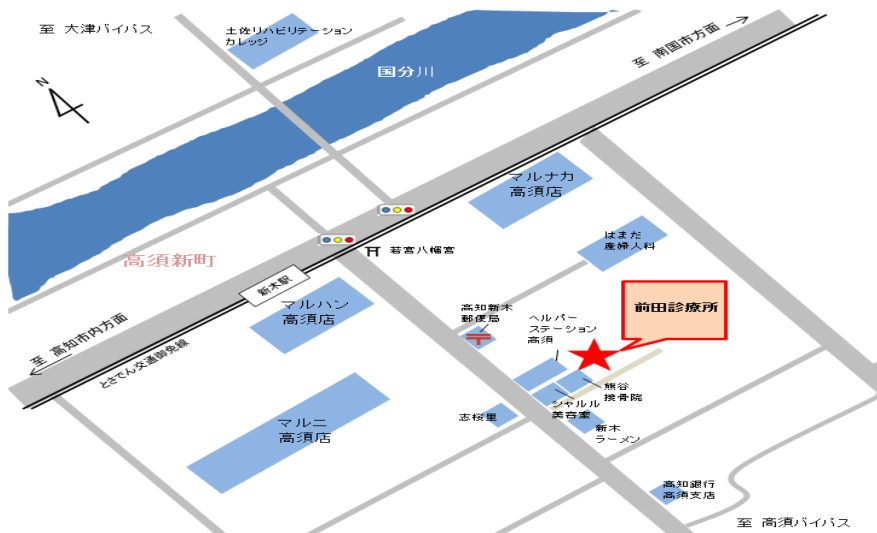 至 大津バイパス
土佐リハビリテーション
カレッジ
至 南国市方面
国分川
N
マルナカ
高須店
はまだ
産婦人科
若宮八幡宮
高須新町
新木駅
マルハン
高須店
高知新木
郵便局
ヘルパー
ステーション
高須
前田診療所
至 高知市内方面
とさでん交通御免線
熊谷
接骨院
シャルル
美容室
志桜里
新木
ラーメン
マルニ
高須店
高知銀行
高須支店
至 高須バイパス